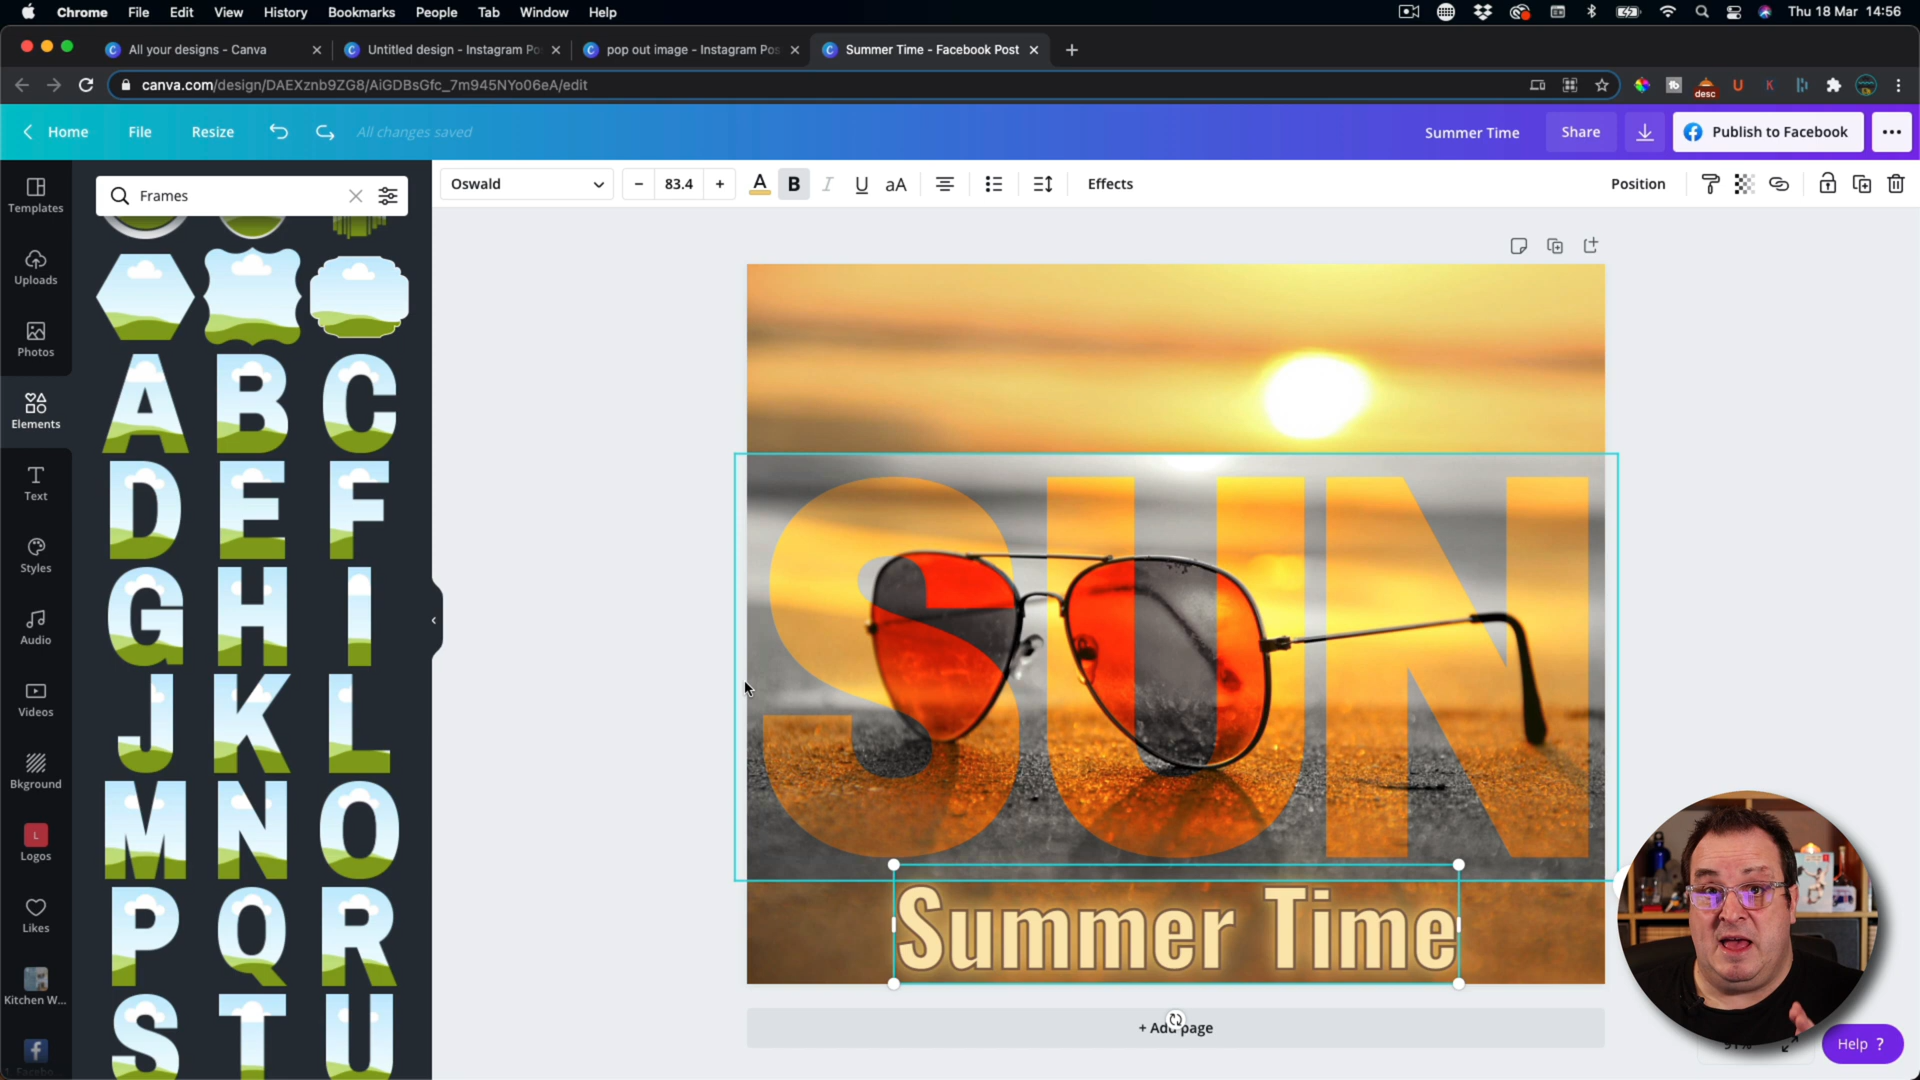 Chrome File Edit View History Bookmarks People Tab Window Help
Thu 18 Mar 14:56
All your designs - Canva
Untitled design - Instagram Po
pop out image - Instagram Pos
Summer Time - Facebook Post
canva.com/design/DAEXznb9ZG8/AiGDBsGfc_7m945NYo06eA/edit
desc
Home File Resize All changes saved
Summer Time Share Publish to Facebook
Frames
Oswald 83.4 A B I U aA Effects Position
Templates
Uploads
Photos
Elements
Text
Styles
Audio
Videos
Bkground
L
Logos
Likes
Kitchen W...
A B C
D E F
G H I
J K L
M N O
P Q R
S T U
SUN
Summer Time
+ Add page
Help ?